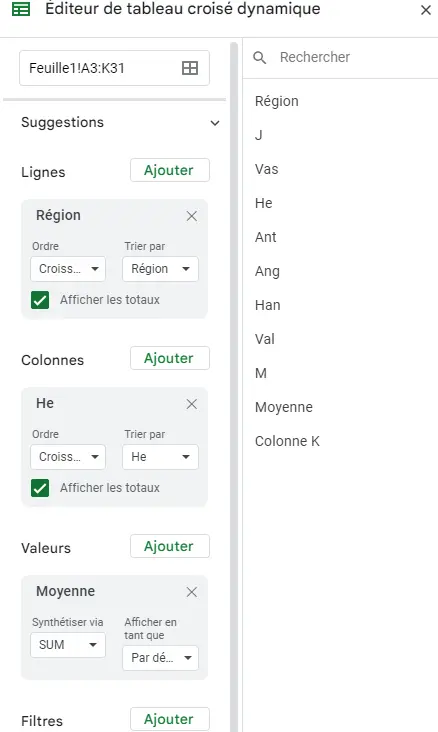 Éditeur de tableau croisé dynamique
Feuille1!A3:K31
Suggestions
Lignes
Ajouter
Région
Ordre
Trier par
Croiss...
Région
Afficher les totaux
Colonnes
Ajouter
He
Ordre
Trier par
Croiss...
He
Afficher les totaux
Valeurs
Ajouter
Moyenne
Synthétiser via
Afficher en
tant que
SUM
Par dé...
Filtres
Ajouter
Rechercher
Région
J
Vas
He
Ant
Ang
Han
Val
M
Moyenne
Colonne K